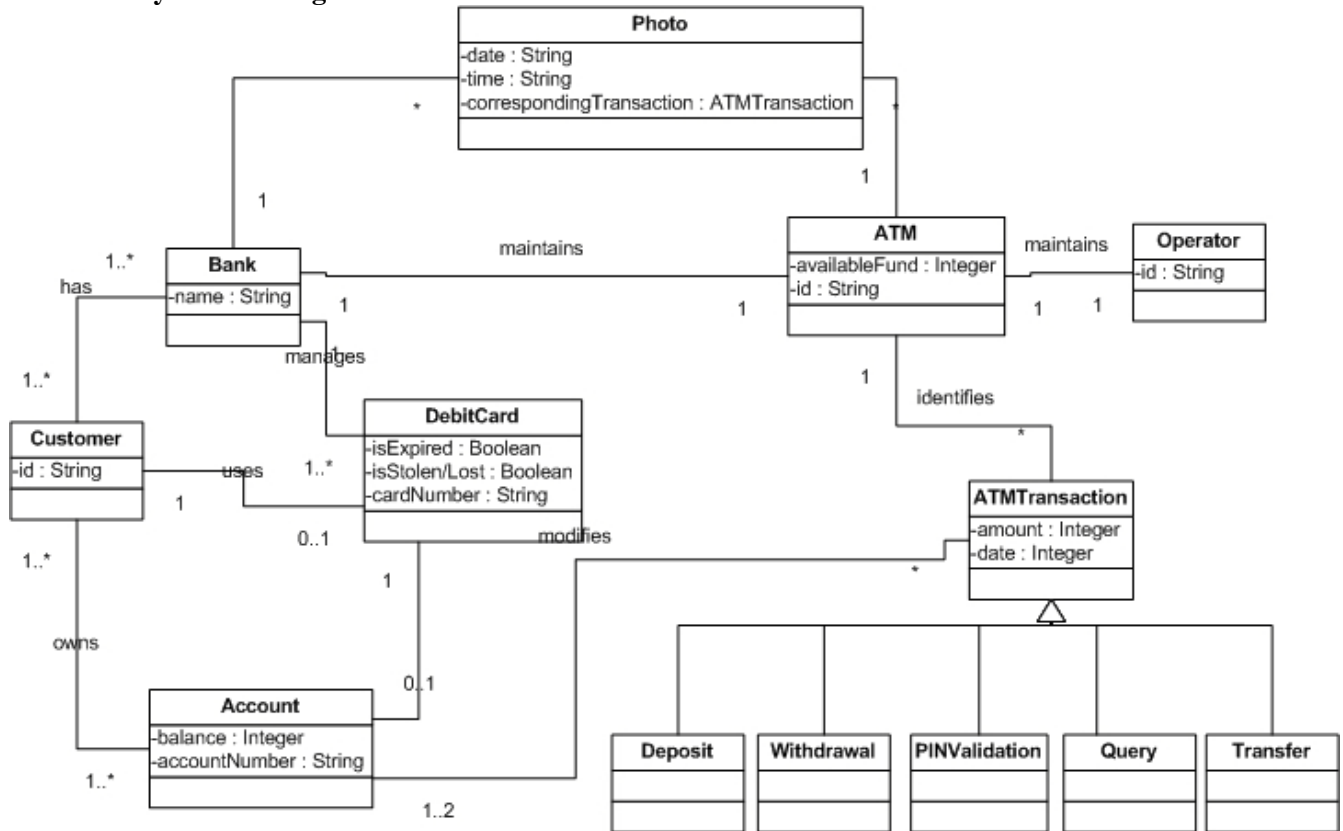 Photo
-date : String
-time : String
-correspondingTransaction : ATMTransaction
*
*
1
1
ATM
-availableFund : Integer
-id : String
maintains
Operator
-id : String
1
1
maintains
1
1
1..*
Bank
-name : String
has
1..*
manages
1
1..*
DebitCard
-isExpired : Boolean
-isStolen/Lost : Boolean
-cardNumber : String
Customer
-id : String
uses
1
0..1
1
identifies
*
ATMTransaction
-amount : Integer
-date : Integer
modifies
*
1..2
1
0..1
1..*
owns
1..*
Account
-balance : Integer
-accountNumber : String
Deposit
Withdrawal
PINValidation
Query
Transfer